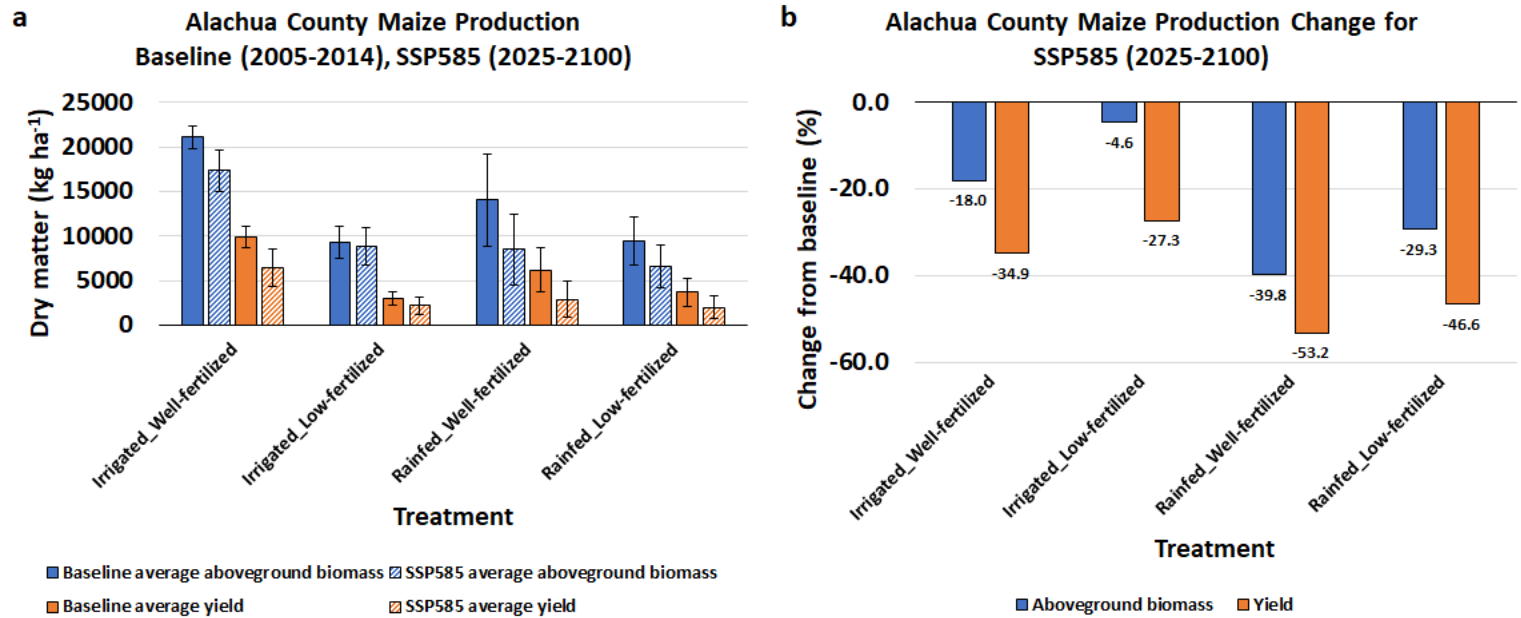 a
Alachua County Maize Production
Baseline (2005-2014), SSP585 (2025-2100)
Dry matter (kg ha-1)
25000
20000
15000
10000
5000
0
Irrigated_Well-fertilized
Irrigated_Low-fertilized
Rainfed_Well-fertilized
Rainfed_Low-fertilized
Treatment
Baseline average aboveground biomass
SSP585 average aboveground biomass
Baseline average yield
SSP585 average yield
b
Alachua County Maize Production Change for
SSP585 (2025-2100)
Change from baseline (%)
0.0
-20.0
-40.0
-60.0
-18.0
-34.9
-4.6
-27.3
-39.8
-53.2
-29.3
-46.6
Irrigated_Well-fertilized
Irrigated_Low-fertilized
Rainfed_Well-fertilized
Rainfed_Low-fertilized
Treatment
Aboveground biomass
Yield